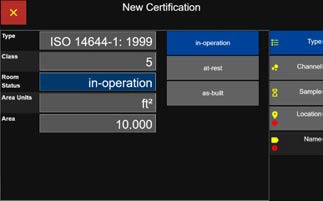 New Certification
Type
ISO 14644-1: 1999
Class
5
Room
Status
in-operation
Area Units
ft²
Area
10,000
in-operation
at-rest
as-built
Type:
Channel
Sample
Location
Name